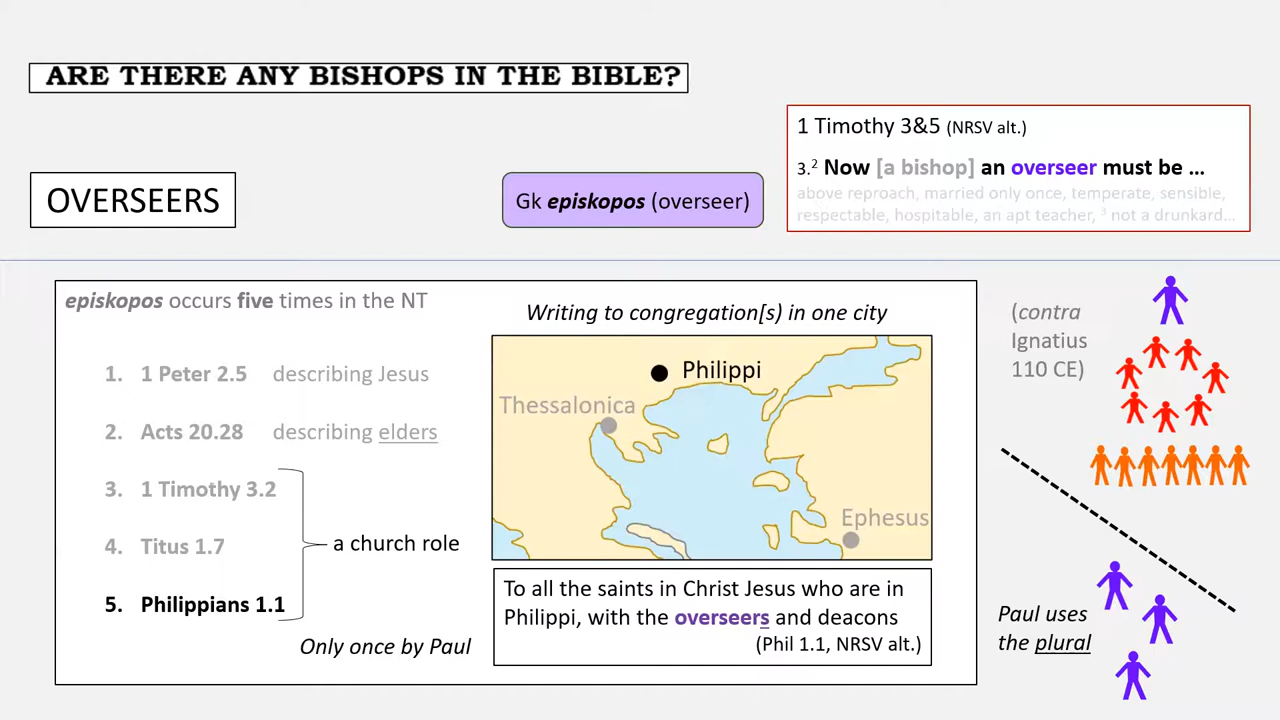 ARE THERE ANY BISHOPS IN THE BIBLE?
OVERSEERS
Gk episkopos (overseer)
1 Timothy 3&5 (NRSV alt.)
3.² Now [a bishop] an overseer must be ...
above reproach, married only once, temperate, sensible,
respectable, hospitable, an apt teacher, ³ not a drunkard...
episkopos occurs five times in the NT
1. 1 Peter 2.5 describing Jesus
2. Acts 20.28 describing elders
3. 1 Timothy 3.2
4. Titus 1.7
5. Philippians 1.1
a church role
Only once by Paul
Writing to congregation[s) in one city
Philippi
Thessalonica
Ephesus
To all the saints in Christ Jesus who are in
Philippi, with the overseers and deacons
(Phil 1.1, NRSV alt.)
(contra
Ignatius
110 CE)
Paul uses
the plural